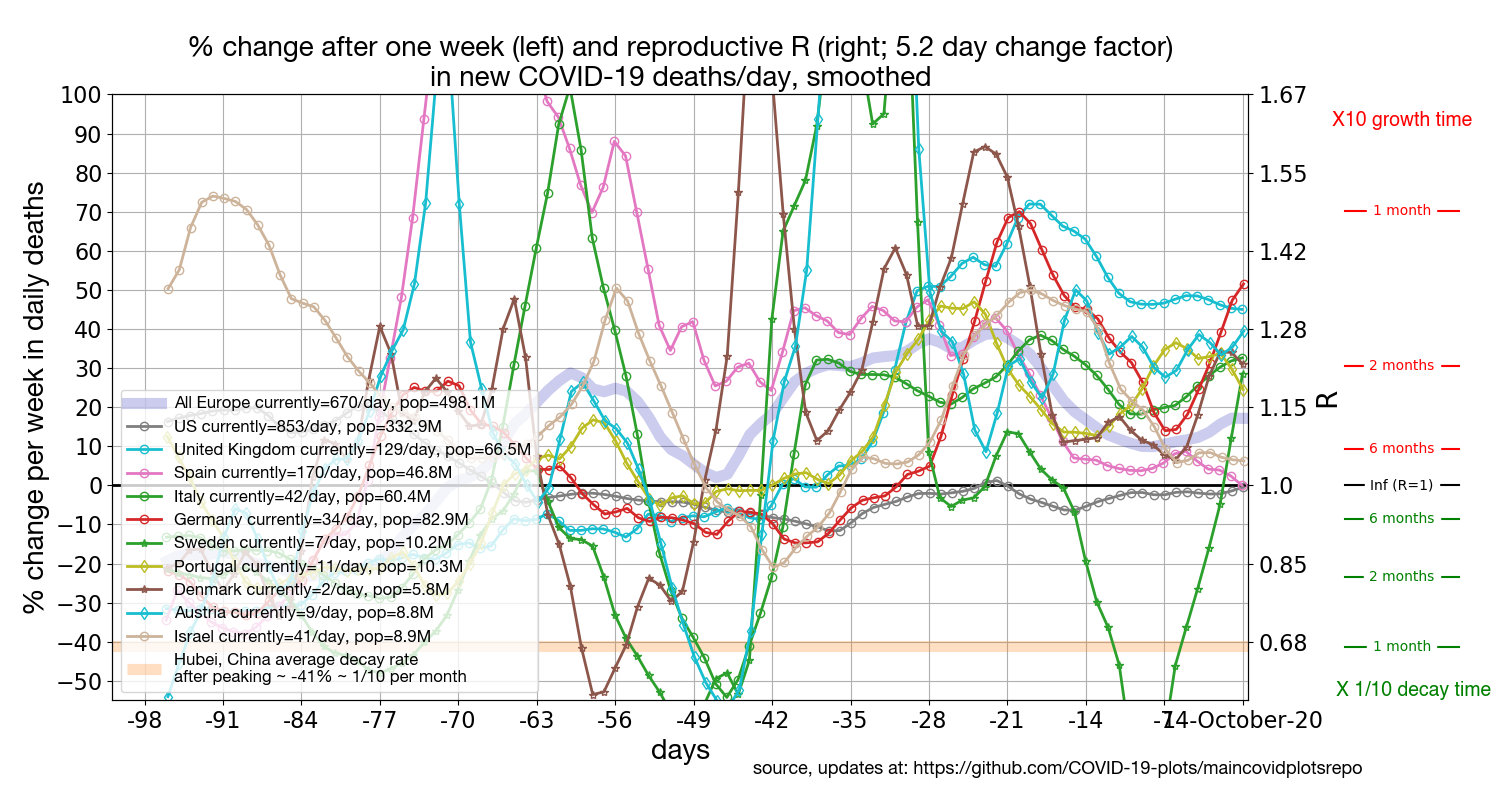 % change after one week (left) and reproductive R (right; 5.2 day change factor)
in new COVID-19 deaths/day, smoothed
% change per week in daily deaths
100
90
80
70
60
50
40
30
20
10
0
−10
−20
−30
−40
−50
All Europe currently=670/day, pop=498.1M
US currently=853/day, pop=332.9M
United Kingdom currently=129/day, pop=66.5M
Spain currently=170/day, pop=46.8M
Italy currently=42/day, pop=60.4M
Germany currently=34/day, pop=82.9M
Sweden currently=7/day, pop=10.2M
Portugal currently=11/day, pop=10.3M
Denmark currently=2/day, pop=5.8M
Austria currently=9/day, pop=8.8M
Israel currently=41/day, pop=8.9M
Hubei, China average decay rate
after peaking ~ -41% ~ 1/10 per month
-98 -91 -84 -77 -70 -63 -56 -49 -42 -35 -28 -21 -14 -7 14-October-20
days
1.67
1.55
1.42
1.28
1.15
1.0
0.85
0.68
R
X10 growth time
1 month
2 months
6 months
Inf (R=1)
6 months
2 months
1 month
X 1/10 decay time
source, updates at: https://github.com/COVID-19-plots/maincovidplotsrepo